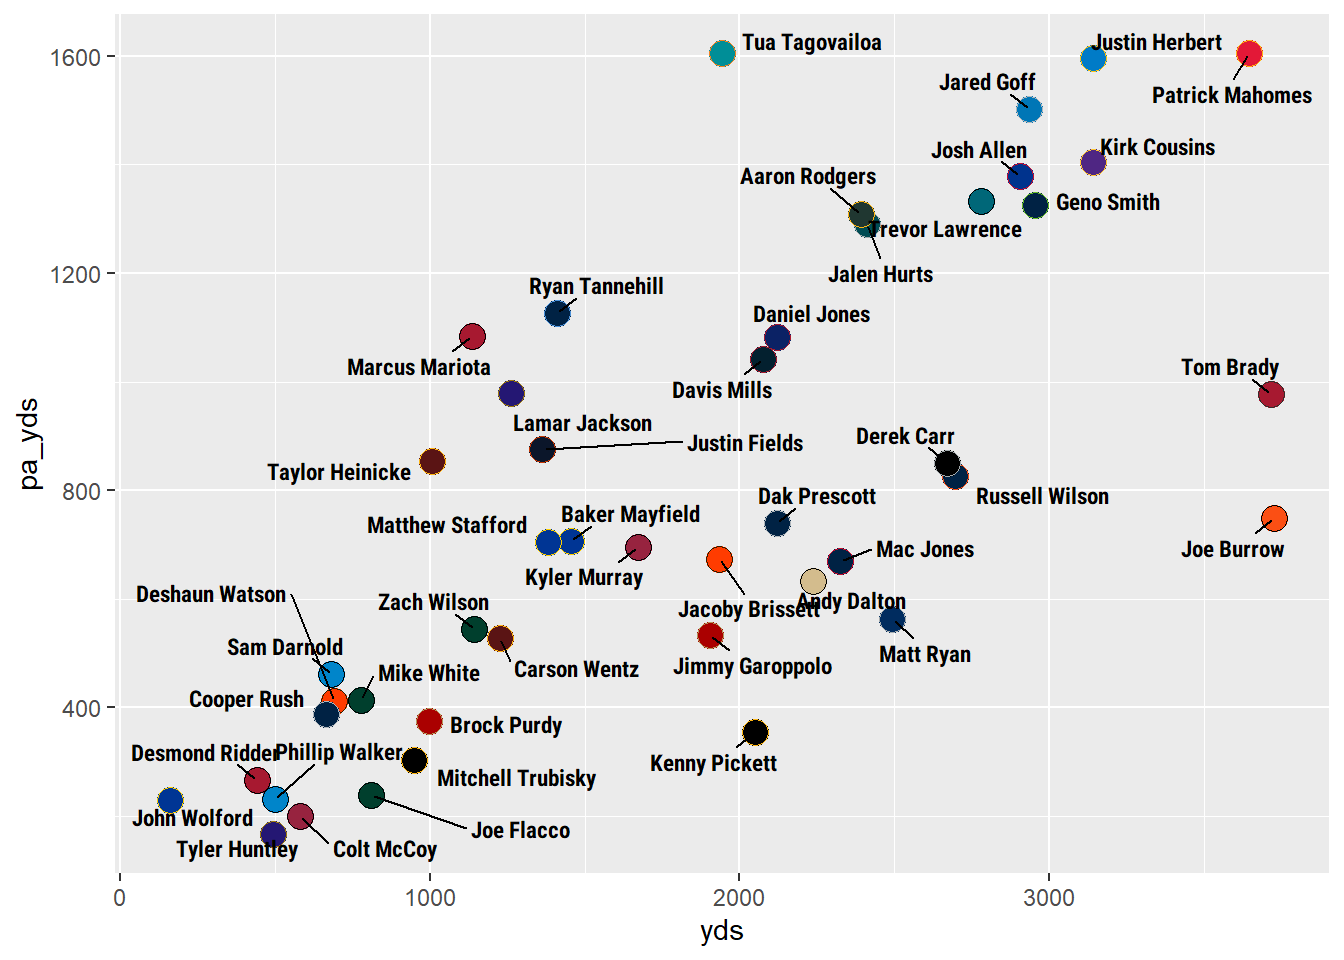 1600
1200
800
400
0
1000
2000
3000
yds
pa_yds
Tua Tagovailoa
Justin Herbert
Jared Goff
Patrick Mahomes
Josh Allen
Kirk Cousins
Aaron Rodgers
Geno Smith
Trevor Lawrence
Jalen Hurts
Ryan Tannehill
Daniel Jones
Marcus Mariota
Tom Brady
Davis Mills
Lamar Jackson
Justin Fields
Derek Carr
Taylor Heinicke
Dak Prescott
Russell Wilson
Baker Mayfield
Matthew Stafford
Mac Jones
Joe Burrow
Kyler Murray
Deshaun Watson
Zach Wilson
Jacoby Brissett
Andy Dalton
Sam Darnold
Mike White
Carson Wentz
Jimmy Garoppolo
Matt Ryan
Cooper Rush
Brock Purdy
Desmond Ridder
Phillip Walker
Mitchell Trubisky
Kenny Pickett
John Wolford
Joe Flacco
Tyler Huntley
Colt McCoy